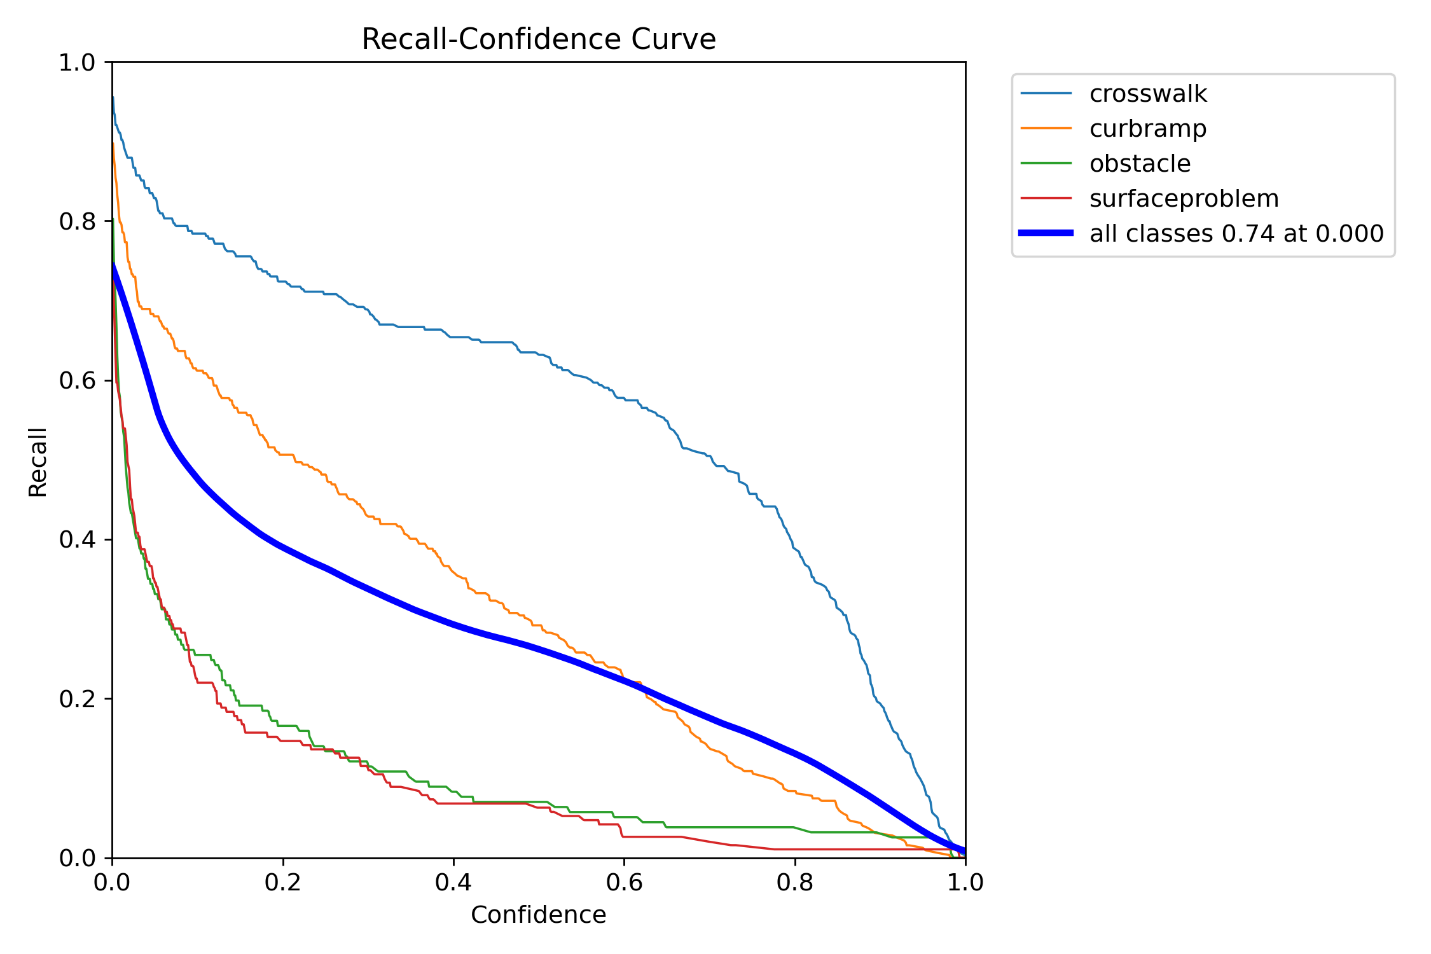 Recall-Confidence Curve
1.0
0.8
0.6
0.4
0.2
0.0
Recall
0.0 0.2 0.4 0.6 0.8 1.0
Confidence
crosswalk
curbramp
obstacle
surfaceproblem
all classes 0.74 at 0.000